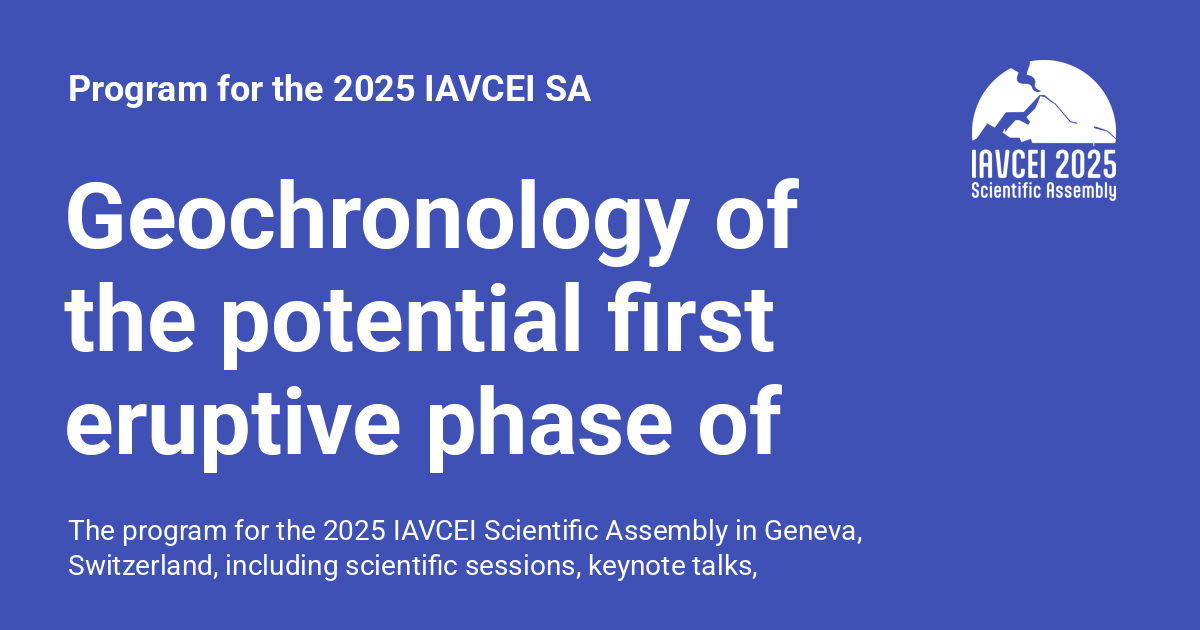 Program for the 2025 IAVCEI SA
IAVCEI 2025
Scientific Assembly
Geochronology of
the potential first
eruptive phase of
The program for the 2025 IAVCEI Scientific Assembly in Geneva,
Switzerland, including scientific sessions, keynote talks,